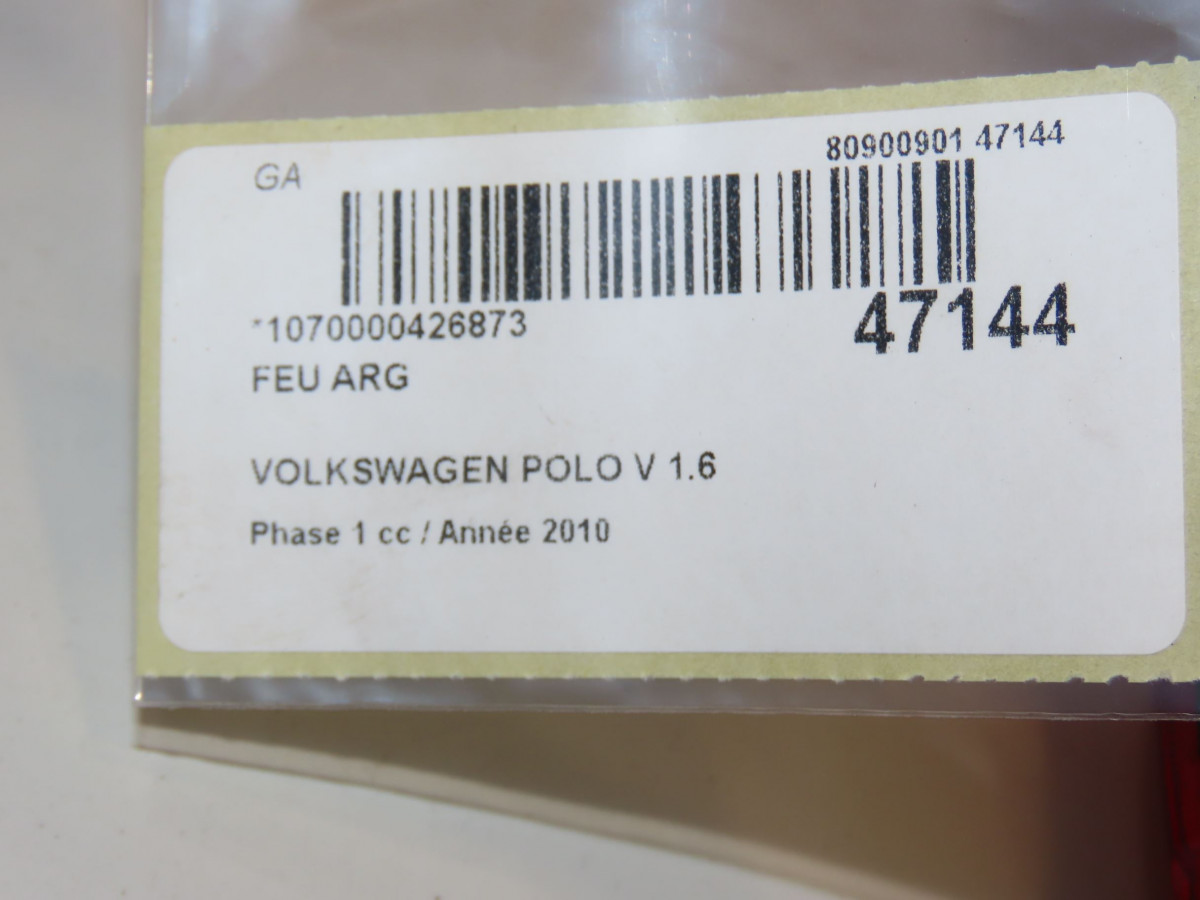 GA
80900901 47144
*1070000426873
47144
FEU ARG
VOLKSWAGEN POLO V 1.6
Phase 1 cc / Année 2010